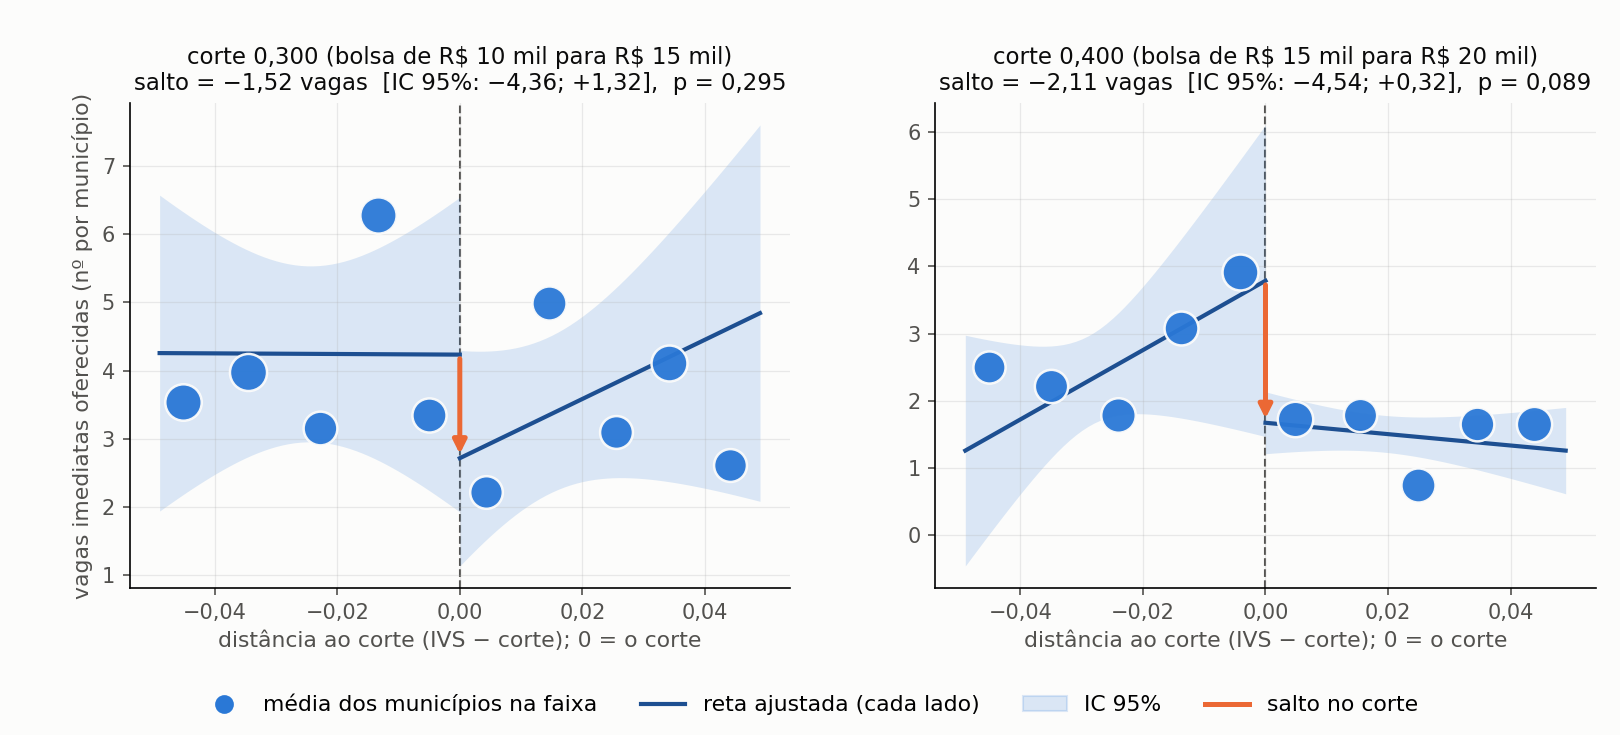 corte 0,300 (bolsa de R$ 10 mil para R$ 15 mil)
salto = −1,52 vagas  [IC 95%: −4,36; +1,32],  p = 0,295
vagas imediatas oferecidas (nº por município)
7
6
5
4
3
2
1
−0,04
−0,02
0,00
0,02
0,04
distância ao corte (IVS − corte); 0 = o corte
corte 0,400 (bolsa de R$ 15 mil para R$ 20 mil)
salto = −2,11 vagas  [IC 95%: −4,54; +0,32],  p = 0,089
6
5
4
3
2
1
0
−0,04
−0,02
0,00
0,02
0,04
distância ao corte (IVS − corte); 0 = o corte
média dos municípios na faixa
reta ajustada (cada lado)
IC 95%
salto no corte